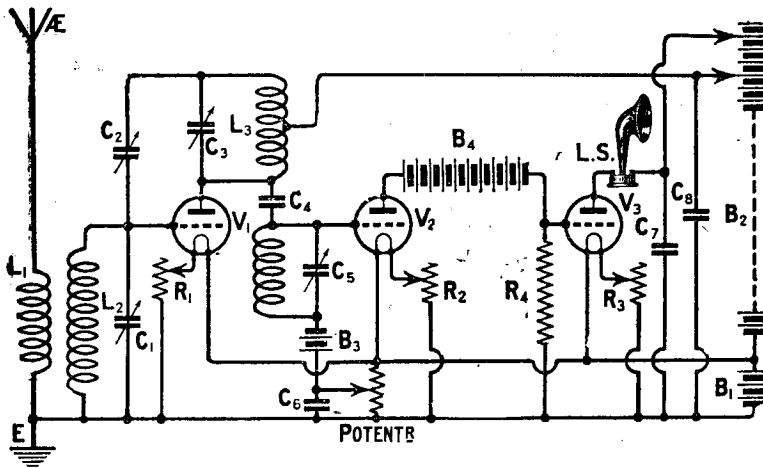 Æ
C₂
C₃
L₃
B₄
L.S.
C₄
V₁
V₂
V₃
C₇
C₈
B₂
L₁
L₂
C₁
R₁
C₅
R₂
R₄
R₃
B₃
C₆
B₁
E
POTENTR